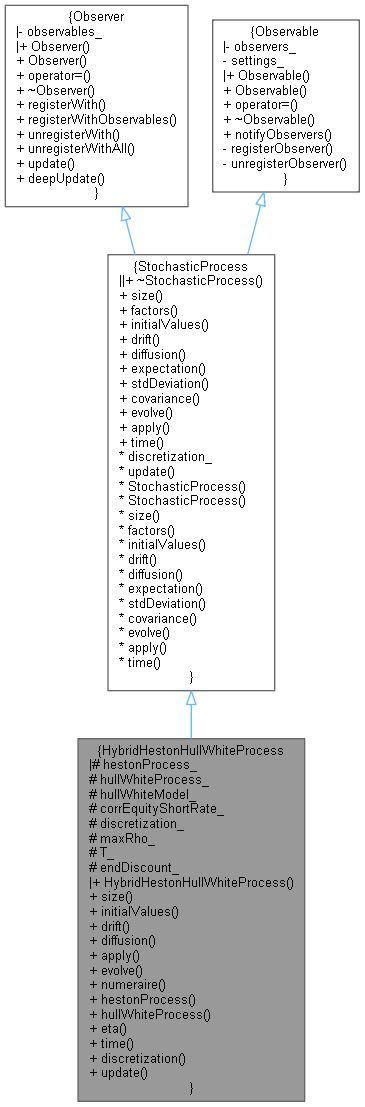 {Observer
|- observables_
|+ Observer()
+ Observer()
+ operator=()
+ ~Observer()
+ registerWith()
+ registerWithObservables()
+ unregisterWith()
+ unregisterWithAll()
+ update()
+ deepUpdate()
}
{Observable
|- observers_
- settings_
|+ Observable()
+ Observable()
+ operator=()
+ ~Observable()
+ notifyObservers()
- registerObserver()
- unregisterObserver()
}
{StochasticProcess
||+ ~StochasticProcess()
+ size()
+ factors()
+ initialValues()
+ drift()
+ diffusion()
+ expectation()
+ stdDeviation()
+ covariance()
+ evolve()
+ apply()
+ time()
* discretization_
* update()
* StochasticProcess()
* StochasticProcess()
* size()
* factors()
* initialValues()
* drift()
* diffusion()
* expectation()
* stdDeviation()
* covariance()
* evolve()
* apply()
* time()
}
{HybridHestonHullWhiteProcess
|# hestonProcess_
# hullWhiteProcess_
# hullWhiteModel_
# corrEquityShortRate_
# discretization_
# maxRho_
# T_
# endDiscount_
|+ HybridHestonHullWhiteProcess()
+ size()
+ initialValues()
+ drift()
+ diffusion()
+ apply()
+ evolve()
+ numeraire()
+ hestonProcess()
+ hullWhiteProcess()
+ eta()
+ time()
+ discretization()
+ update()
}